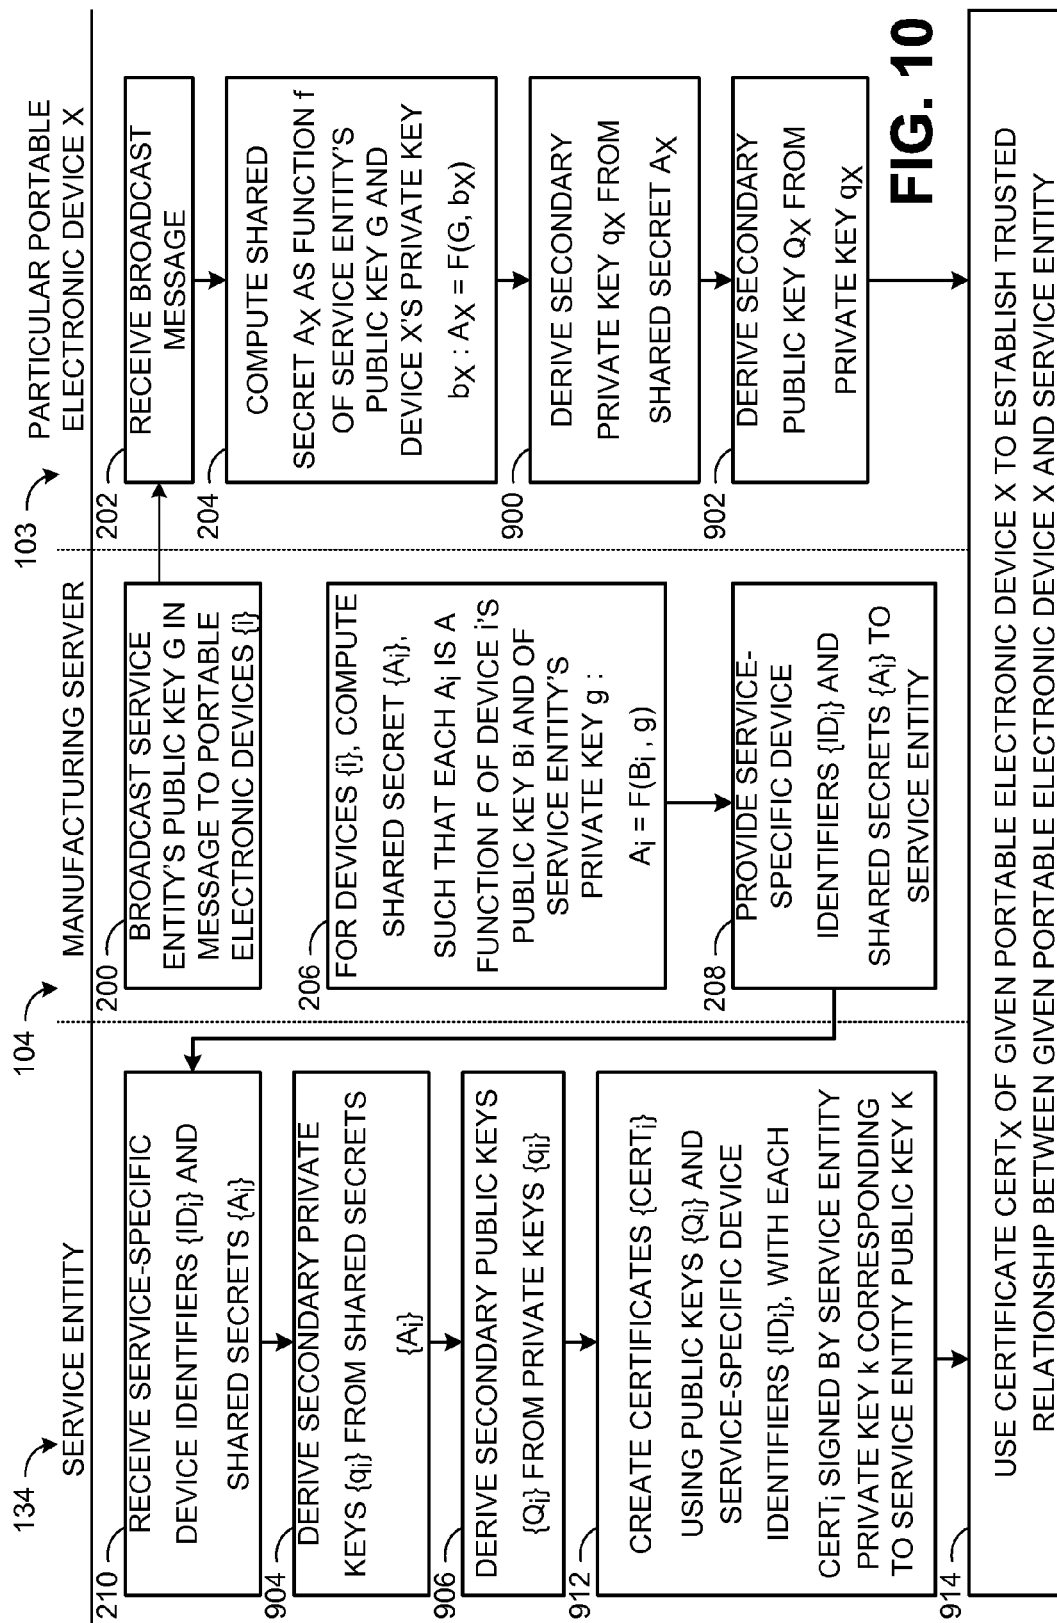 134
SERVICE ENTITY
210
RECEIVE SERVICE-SPECIFIC
DEVICE IDENTIFIERS {IDi} AND
SHARED SECRETS {Ai}
904
DERIVE SECONDARY PRIVATE
KEYS {qi} FROM SHARED SECRETS
{Ai}
906
DERIVE SECONDARY PUBLIC KEYS
{Qi} FROM PRIVATE KEYS {qi}
912
CREATE CERTIFICATES {CERTi}
USING PUBLIC KEYS {Qi} AND
SERVICE-SPECIFIC DEVICE
IDENTIFIERS {IDi}, WITH EACH
CERTi SIGNED BY SERVICE ENTITY
PRIVATE KEY k CORRESPONDING
TO SERVICE ENTITY PUBLIC KEY K
104
MANUFACTURING SERVER
200
BROADCAST SERVICE
ENTITY'S PUBLIC KEY G IN
MESSAGE TO PORTABLE
ELECTRONIC DEVICES {i}
206
FOR DEVICES {i}, COMPUTE
SHARED SECRET {Ai},
SUCH THAT EACH Ai IS A
FUNCTION F OF DEVICE i'S
PUBLIC KEY Bi AND OF
SERVICE ENTITY'S
PRIVATE KEY g :
Ai = F(Bi , g)
208
PROVIDE SERVICE-
SPECIFIC DEVICE
IDENTIFIERS {IDi} AND
SHARED SECRETS {Ai} TO
SERVICE ENTITY
103
PARTICULAR PORTABLE
ELECTRONIC DEVICE X
202
RECEIVE BROADCAST
MESSAGE
204
COMPUTE SHARED
SECRET AX AS FUNCTION f
OF SERVICE ENTITY'S
PUBLIC KEY G AND
DEVICE X'S PRIVATE KEY
bX : AX = F(G, bX)
900
DERIVE SECONDARY
PRIVATE KEY qX FROM
SHARED SECRET AX
902
DERIVE SECONDARY
PUBLIC KEY QX FROM
PRIVATE KEY qX
FIG. 10
914
USE CERTIFICATE CERTX OF GIVEN PORTABLE ELECTRONIC DEVICE X TO ESTABLISH TRUSTED
RELATIONSHIP BETWEEN GIVEN PORTABLE ELECTRONIC DEVICE X AND SERVICE ENTITY